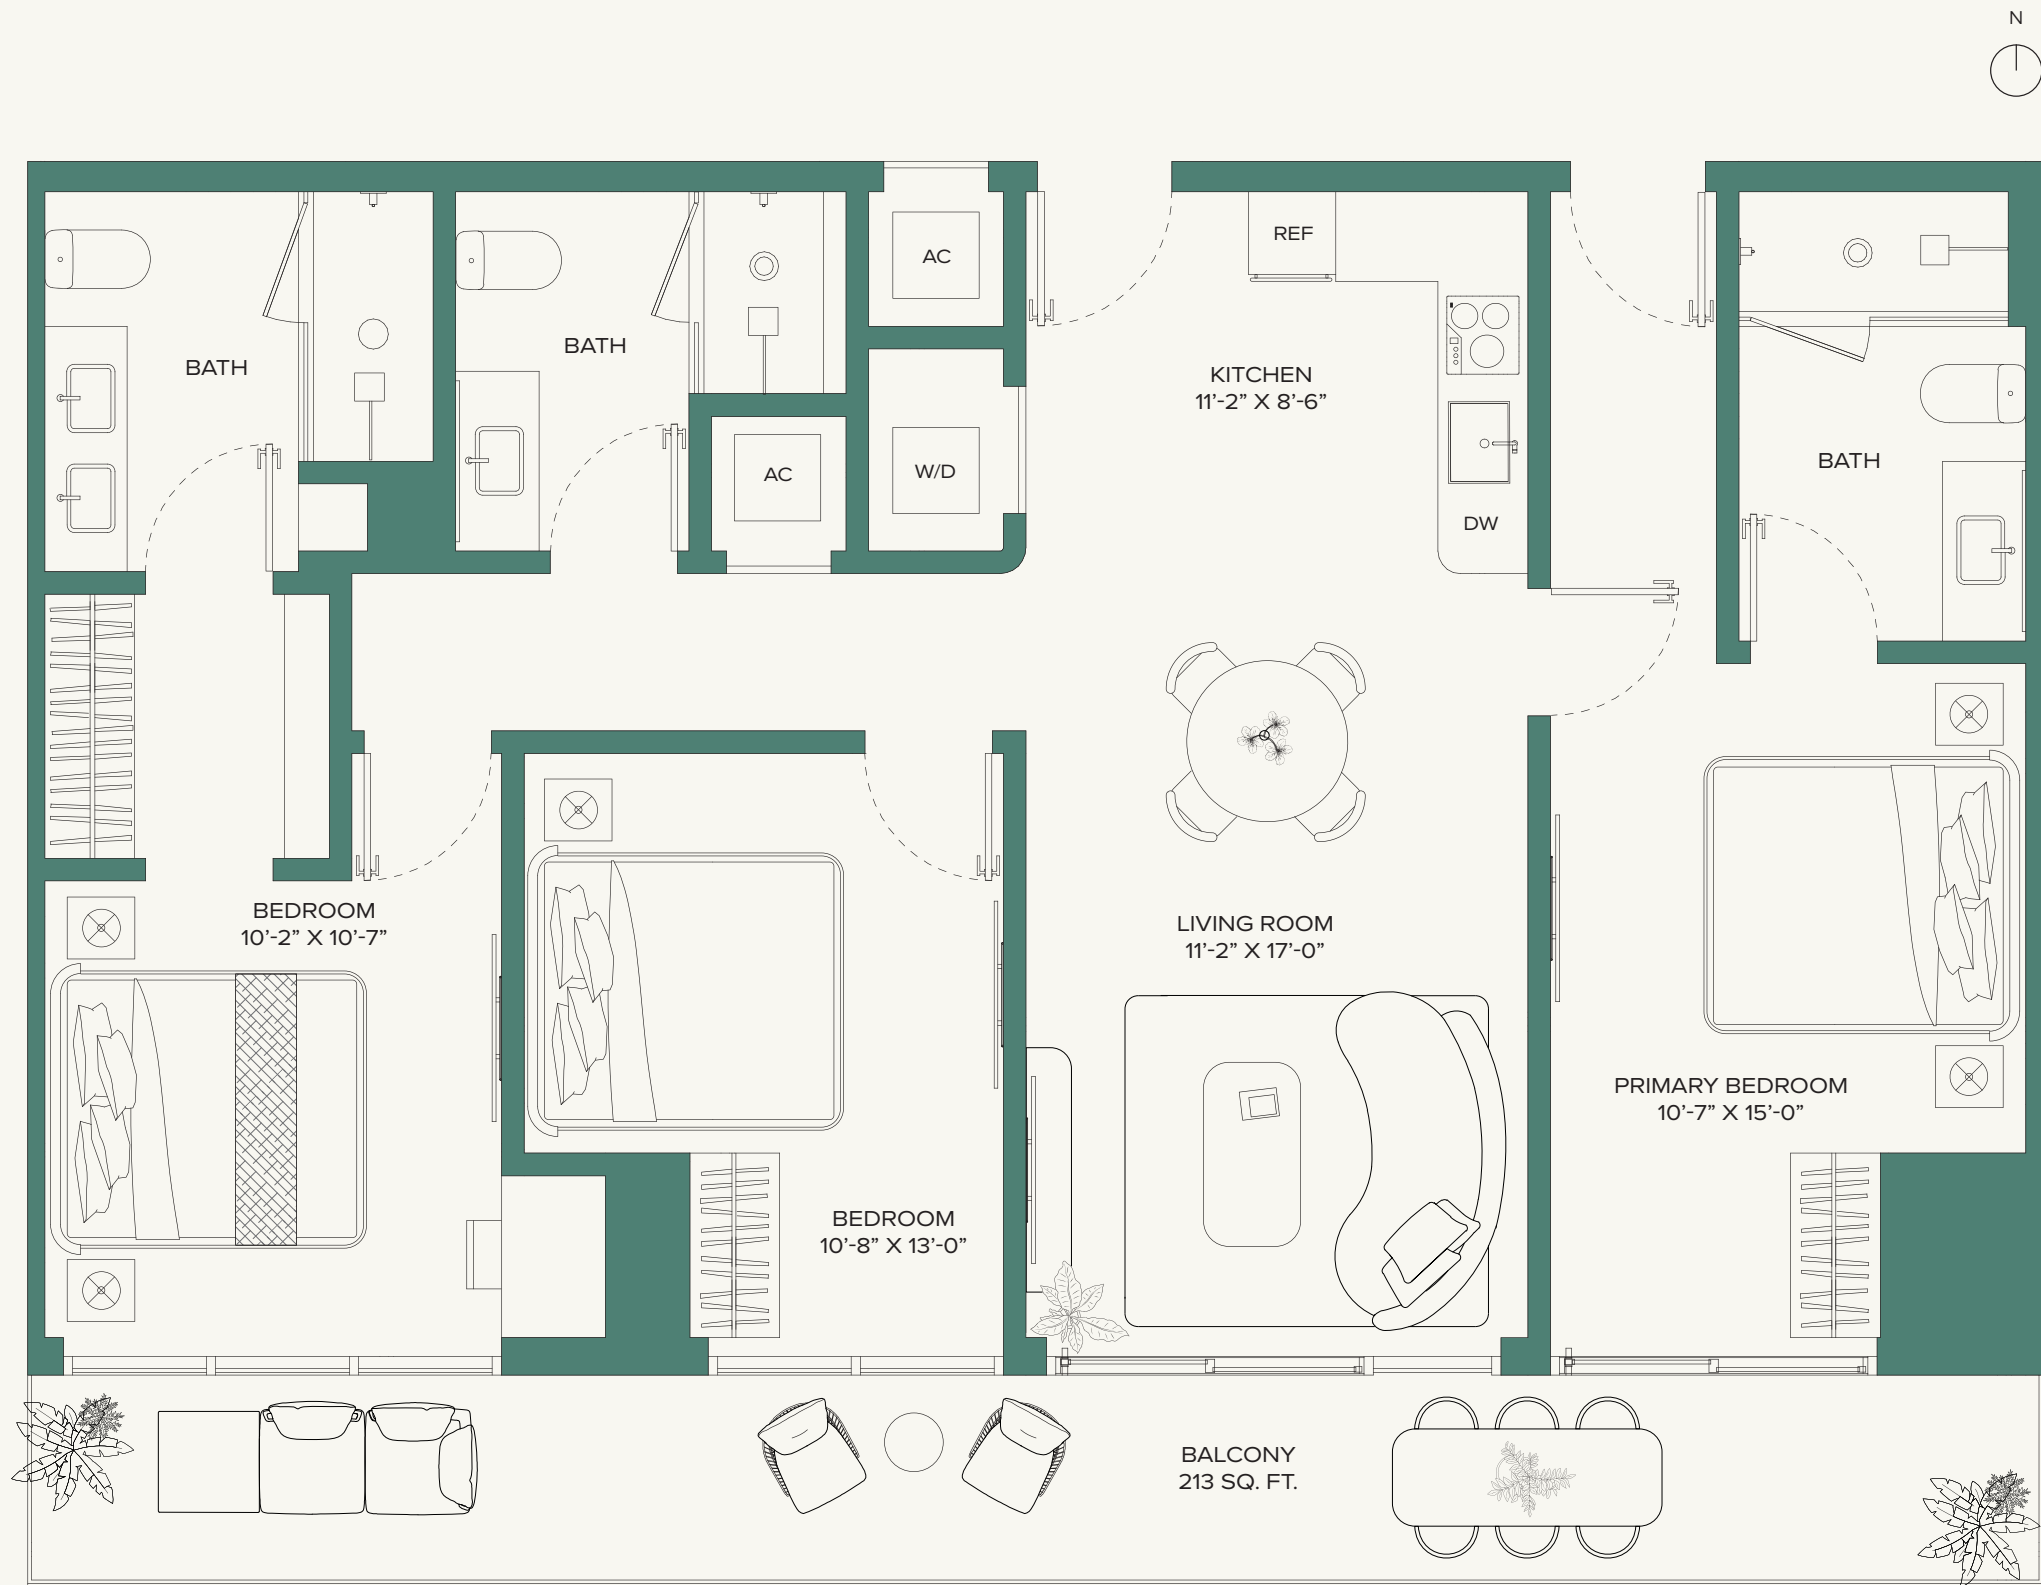 N
REF
AC
BATH
BATH
KITCHEN
11’-2” X 8’-6”
BATH
AC
W/D
DW
BEDROOM
10’-2” X 10’-7”
LIVING ROOM
11’-2” X 17’-0”
PRIMARY BEDROOM
10’-7” X 15’-0”
BEDROOM
10’-8” X 13’-0”
BALCONY
213 SQ. FT.